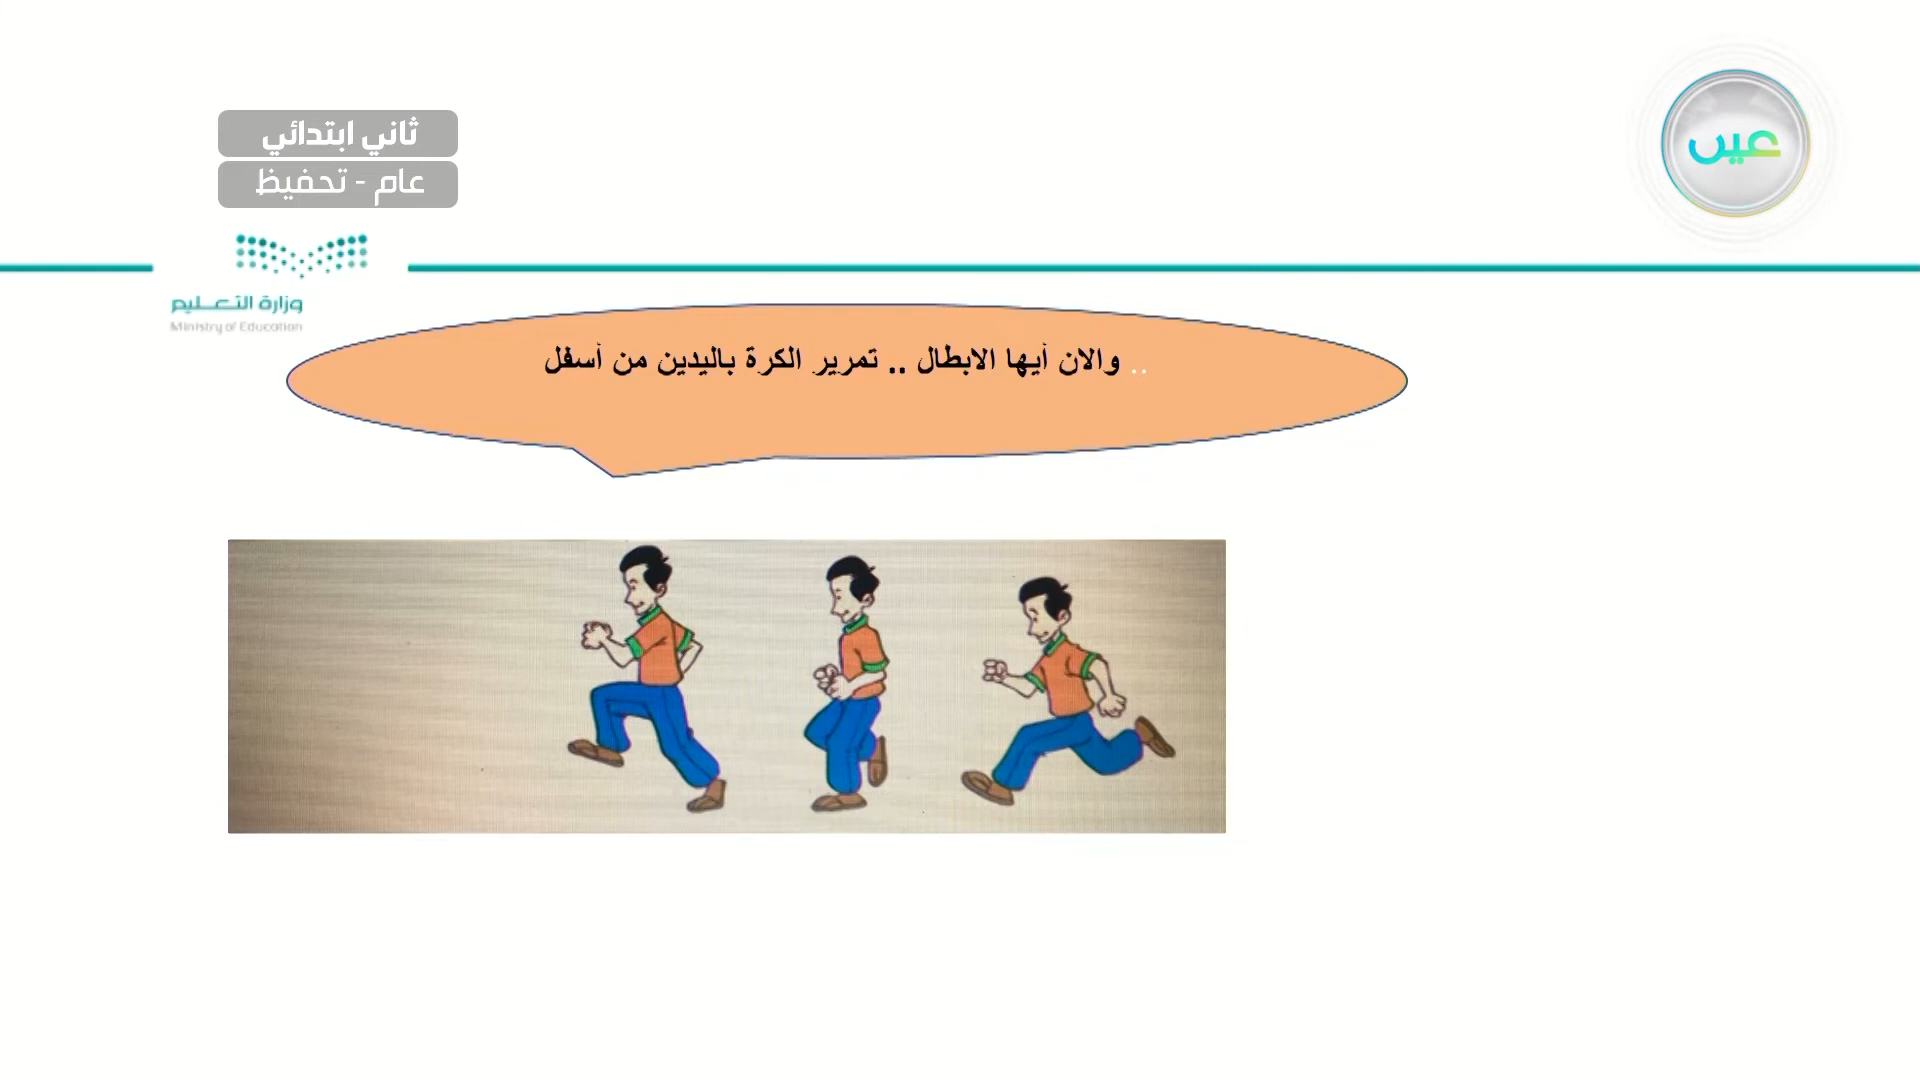 ثاني ابتدائي
عام - تحفيظ
عين
وزارة التعليم
Ministry of Education
.. والان أيها الابطال .. تمرير الكرة باليدين من أسفل